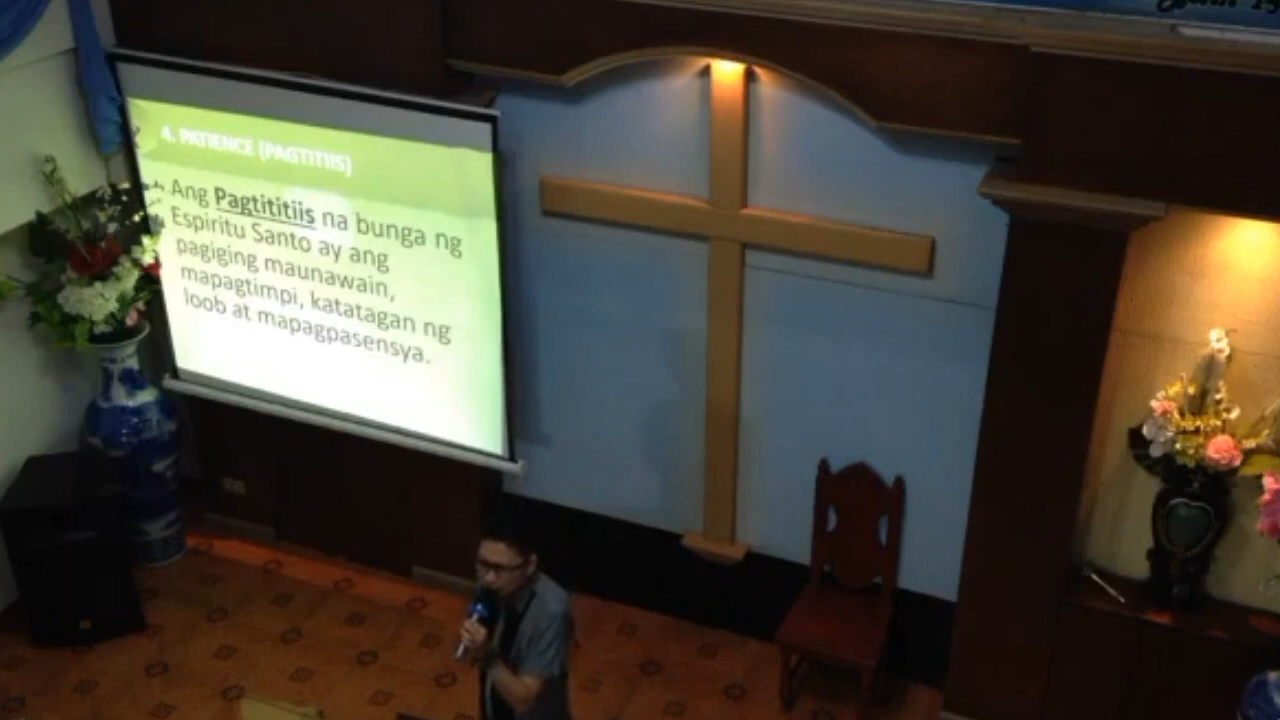 4. PATIENCE (PAGTITIIS)
Ang Pagtititiis na bunga ng
Espiritu Santo ay ang
pagiging maunawain,
mapagtimpi, katatagan ng
loob at mapagpasensya.